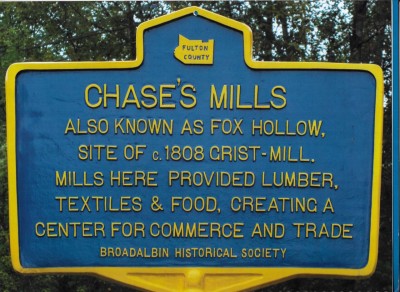 FULTON
COUNTY
CHASE'S MILLS
ALSO KNOWN AS FOX HOLLOW,
SITE OF c. 1808 GRIST-MILL.
MILLS HERE PROVIDED LUMBER,
TEXTILES & FOOD, CREATING A
CENTER FOR COMMERCE AND TRADE
BROADALBIN HISTORICAL SOCIETY